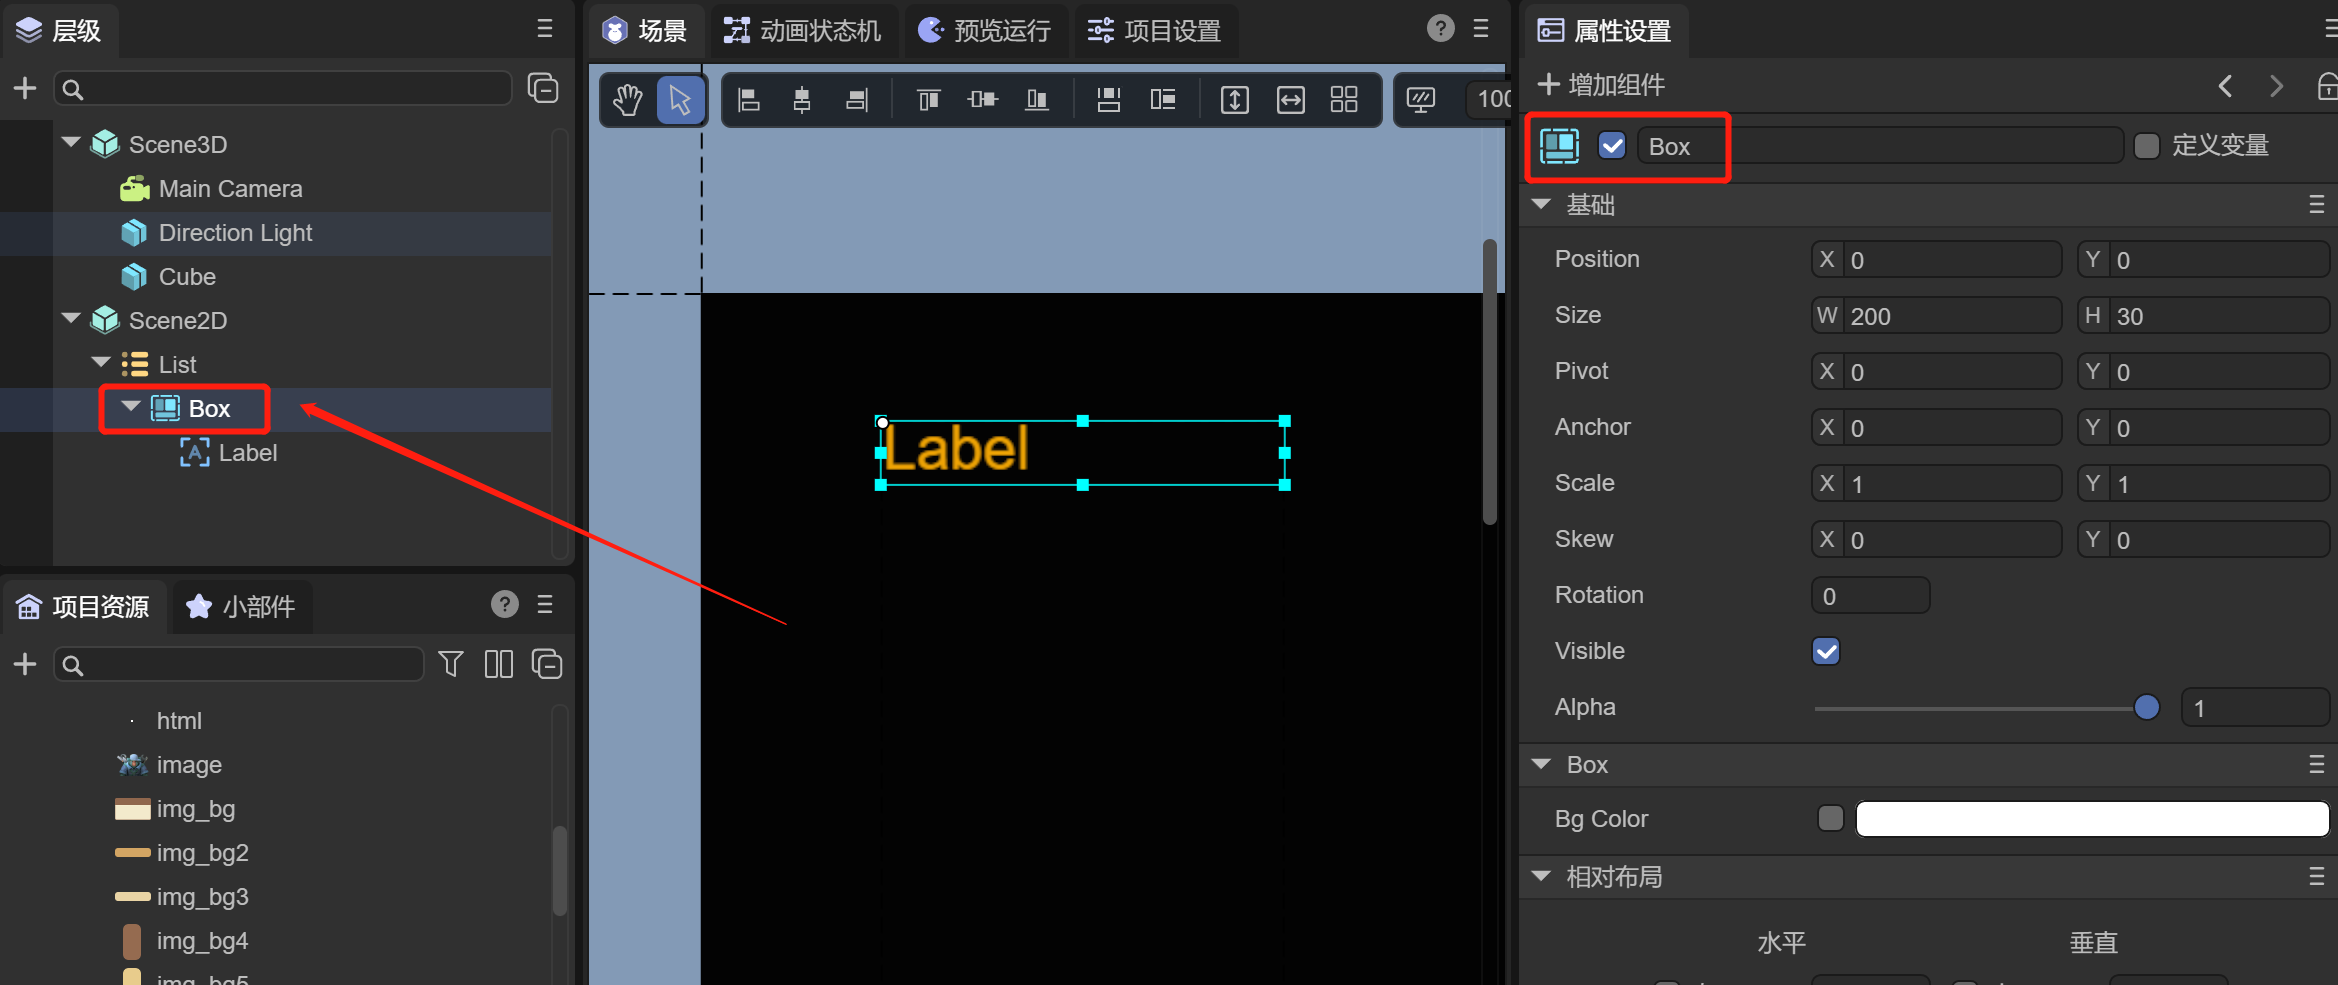 层级
Scene3D
Main Camera
Direction Light
Cube
Scene2D
List
Box
Label
项目资源 小部件
html
image
img_bg
img_bg2
img_bg3
img_bg4
img_bg5
场景 动画状态机 预览运行 项目设置
100
Label
属性设置
增加组件
Box 定义变量
基础
Position X 0 Y 0
Size W 200 H 30
Pivot X 0 Y 0
Anchor X 0 Y 0
Scale X 1 Y 1
Skew X 0 Y 0
Rotation 0
Visible
Alpha 1
Box
Bg Color
相对布局
水平 垂直